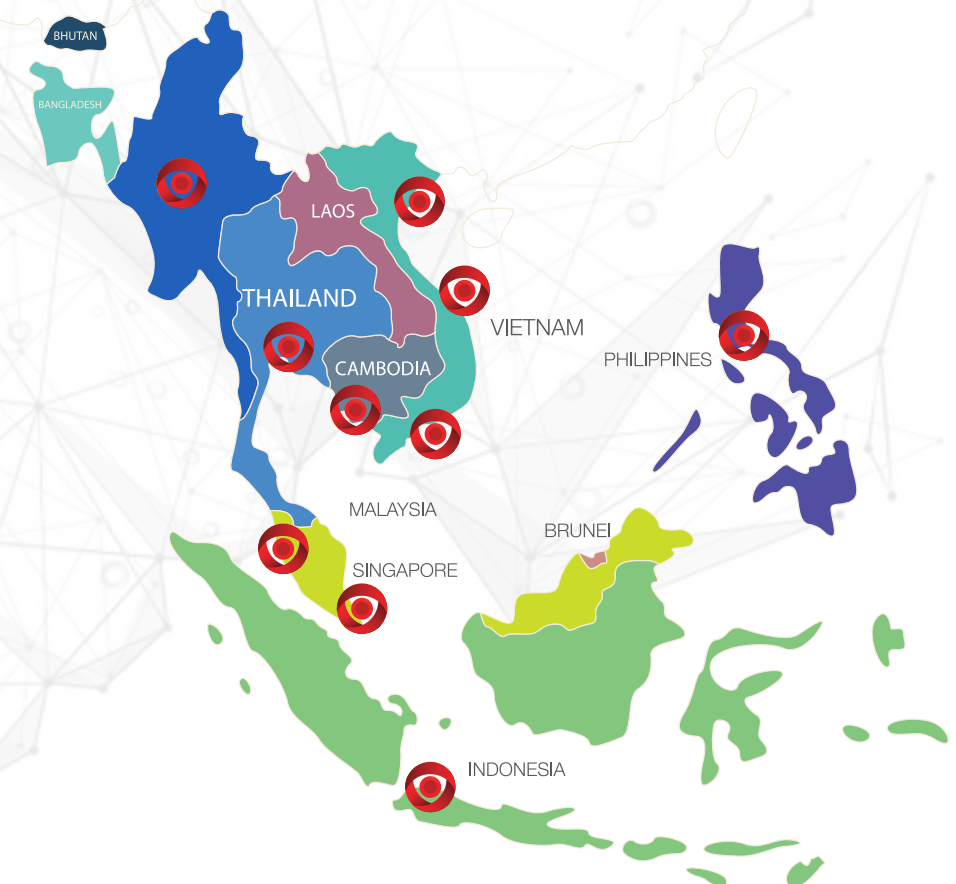 BHUTAN
BANGLADESH
LAOS
THAILAND
VIETNAM
PHILIPPINES
CAMBODIA
MALAYSIA
BRUNEI
SINGAPORE
INDONESIA